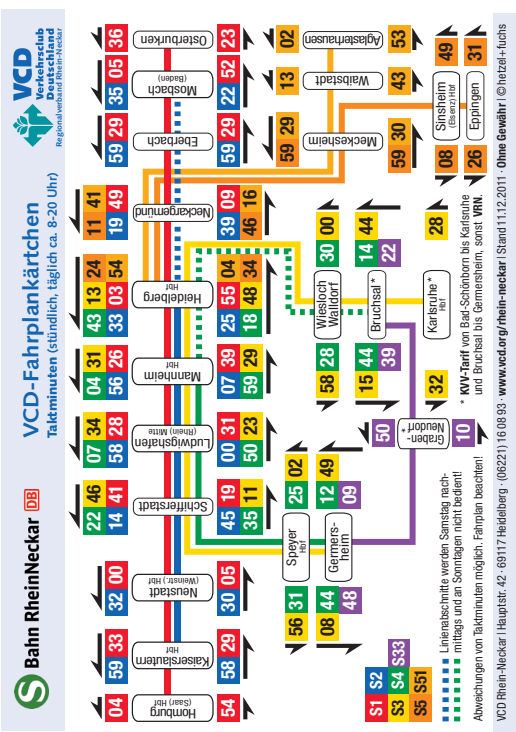 S Bahn RheinNeckar DB
VCD-Fahrplankärtchen
Taktminuten (stündlich, täglich ca. 8-20 Uhr)
VCD
Verkehrsclub
Deutschland
Regionalverband Rhein-Neckar
04
Homburg
(Saar) Hbf
54
59 33
Kaiserslautern
Hbf
58 29
32 00
Neustadt
(Weinstr.) Hbf
30 05
22 46
14 41
Schifferstadt
45 19
35 11
07 34
58 28
Ludwigshafen
(Rhein) Mitte
00 31
50 23
04 31
56 26
Mannheim
Hbf
07 39
59 29
43 13 24
33 03 54
Heidelberg
Hbf
25 55 04
18 48 34
11 41
19 49
Neckargemünd
39 09
46 16
59 29
Eberbach
59 29
35 05
Mosbach
(Baden)
22 52
36
Osterburken
23
59 29
Meckesheim
59 30
13
Waibstadt
43
02
Aglasterhausen
53
08
Sinsheim
(Elsenz) Hbf
49
26
Eppingen
31
58 28
Wiesloch
Walldorf
30 00
15 44
39
Bruchsal*
14 44
22
32
Karlsruhe*
Hbf
28
50
Graben-
Neudorf*
10
56 31
Speyer
Hbf
25 02
08 44
48
Germers-
heim
12 49
09
S1 S2
S3 S4 S33
S5 S51
Linienabschnitte werden Samstag nach-
mittags und an Sonntagen nicht bedient!
Abweichungen von Taktminuten möglich. Fahrplan beachten!
* KVV-Tarif von Bad-Schönborn bis Karlsruhe
und Bruchsal bis Germersheim, sonst VRN.
VCD Rhein-Neckar I Hauptstr. 42 · 69117 Heidelberg · (06221) 16 08 93 · www.vcd.org/rhein-neckar I Stand 11.12.2011 · Ohne Gewähr I © hetzel+fuchs